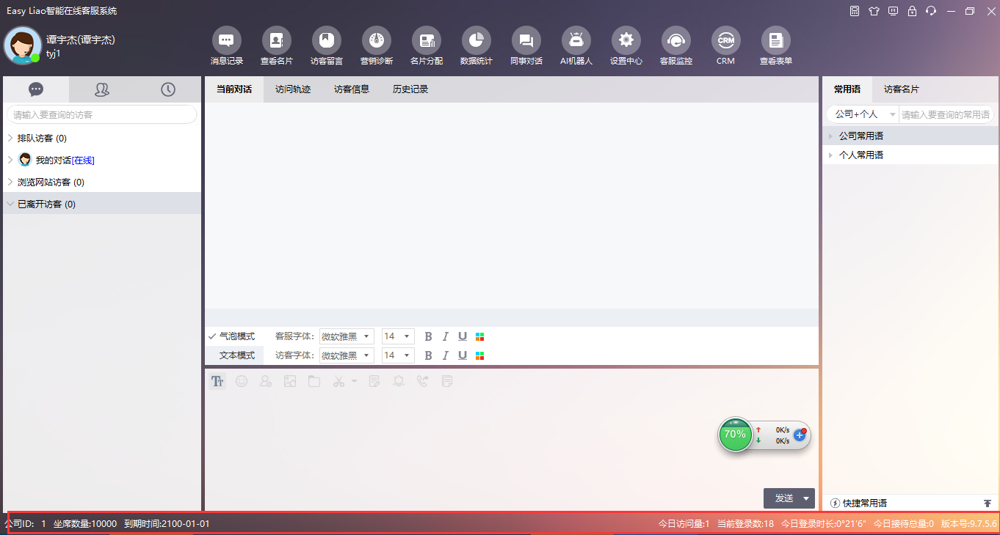 Easy Liao智能在线客服系统
谭宇杰(谭宇杰)
tyj1
消息记录 查看名片 访客留言 营销诊断 名片分配 数据统计 同事对话 AI机器人 设置中心 客服监控 CRM 查看表单
CRM
请输入要查询的访客
排队访客 (0)
我的对话[在线]
浏览网站访客 (0)
已离开访客 (0)
当前对话 访问轨迹 访客信息 历史记录
气泡模式 客服字体: 微软雅黑 14 B I U
文本模式 访客字体: 微软雅黑 14 B I U
Tr
70% 0K/s
0K/s
发送
常用语 访客名片
公司+个人 请输入要查询的常用语
公司常用语
个人常用语
快捷常用语
公司ID: 1 坐席数量:10000 到期时间:2100-01-01 今日访问量:1 当前登录数:18 今日登录时长:0°21'6" 今日接待总量:0 版本号:9.7.5.6